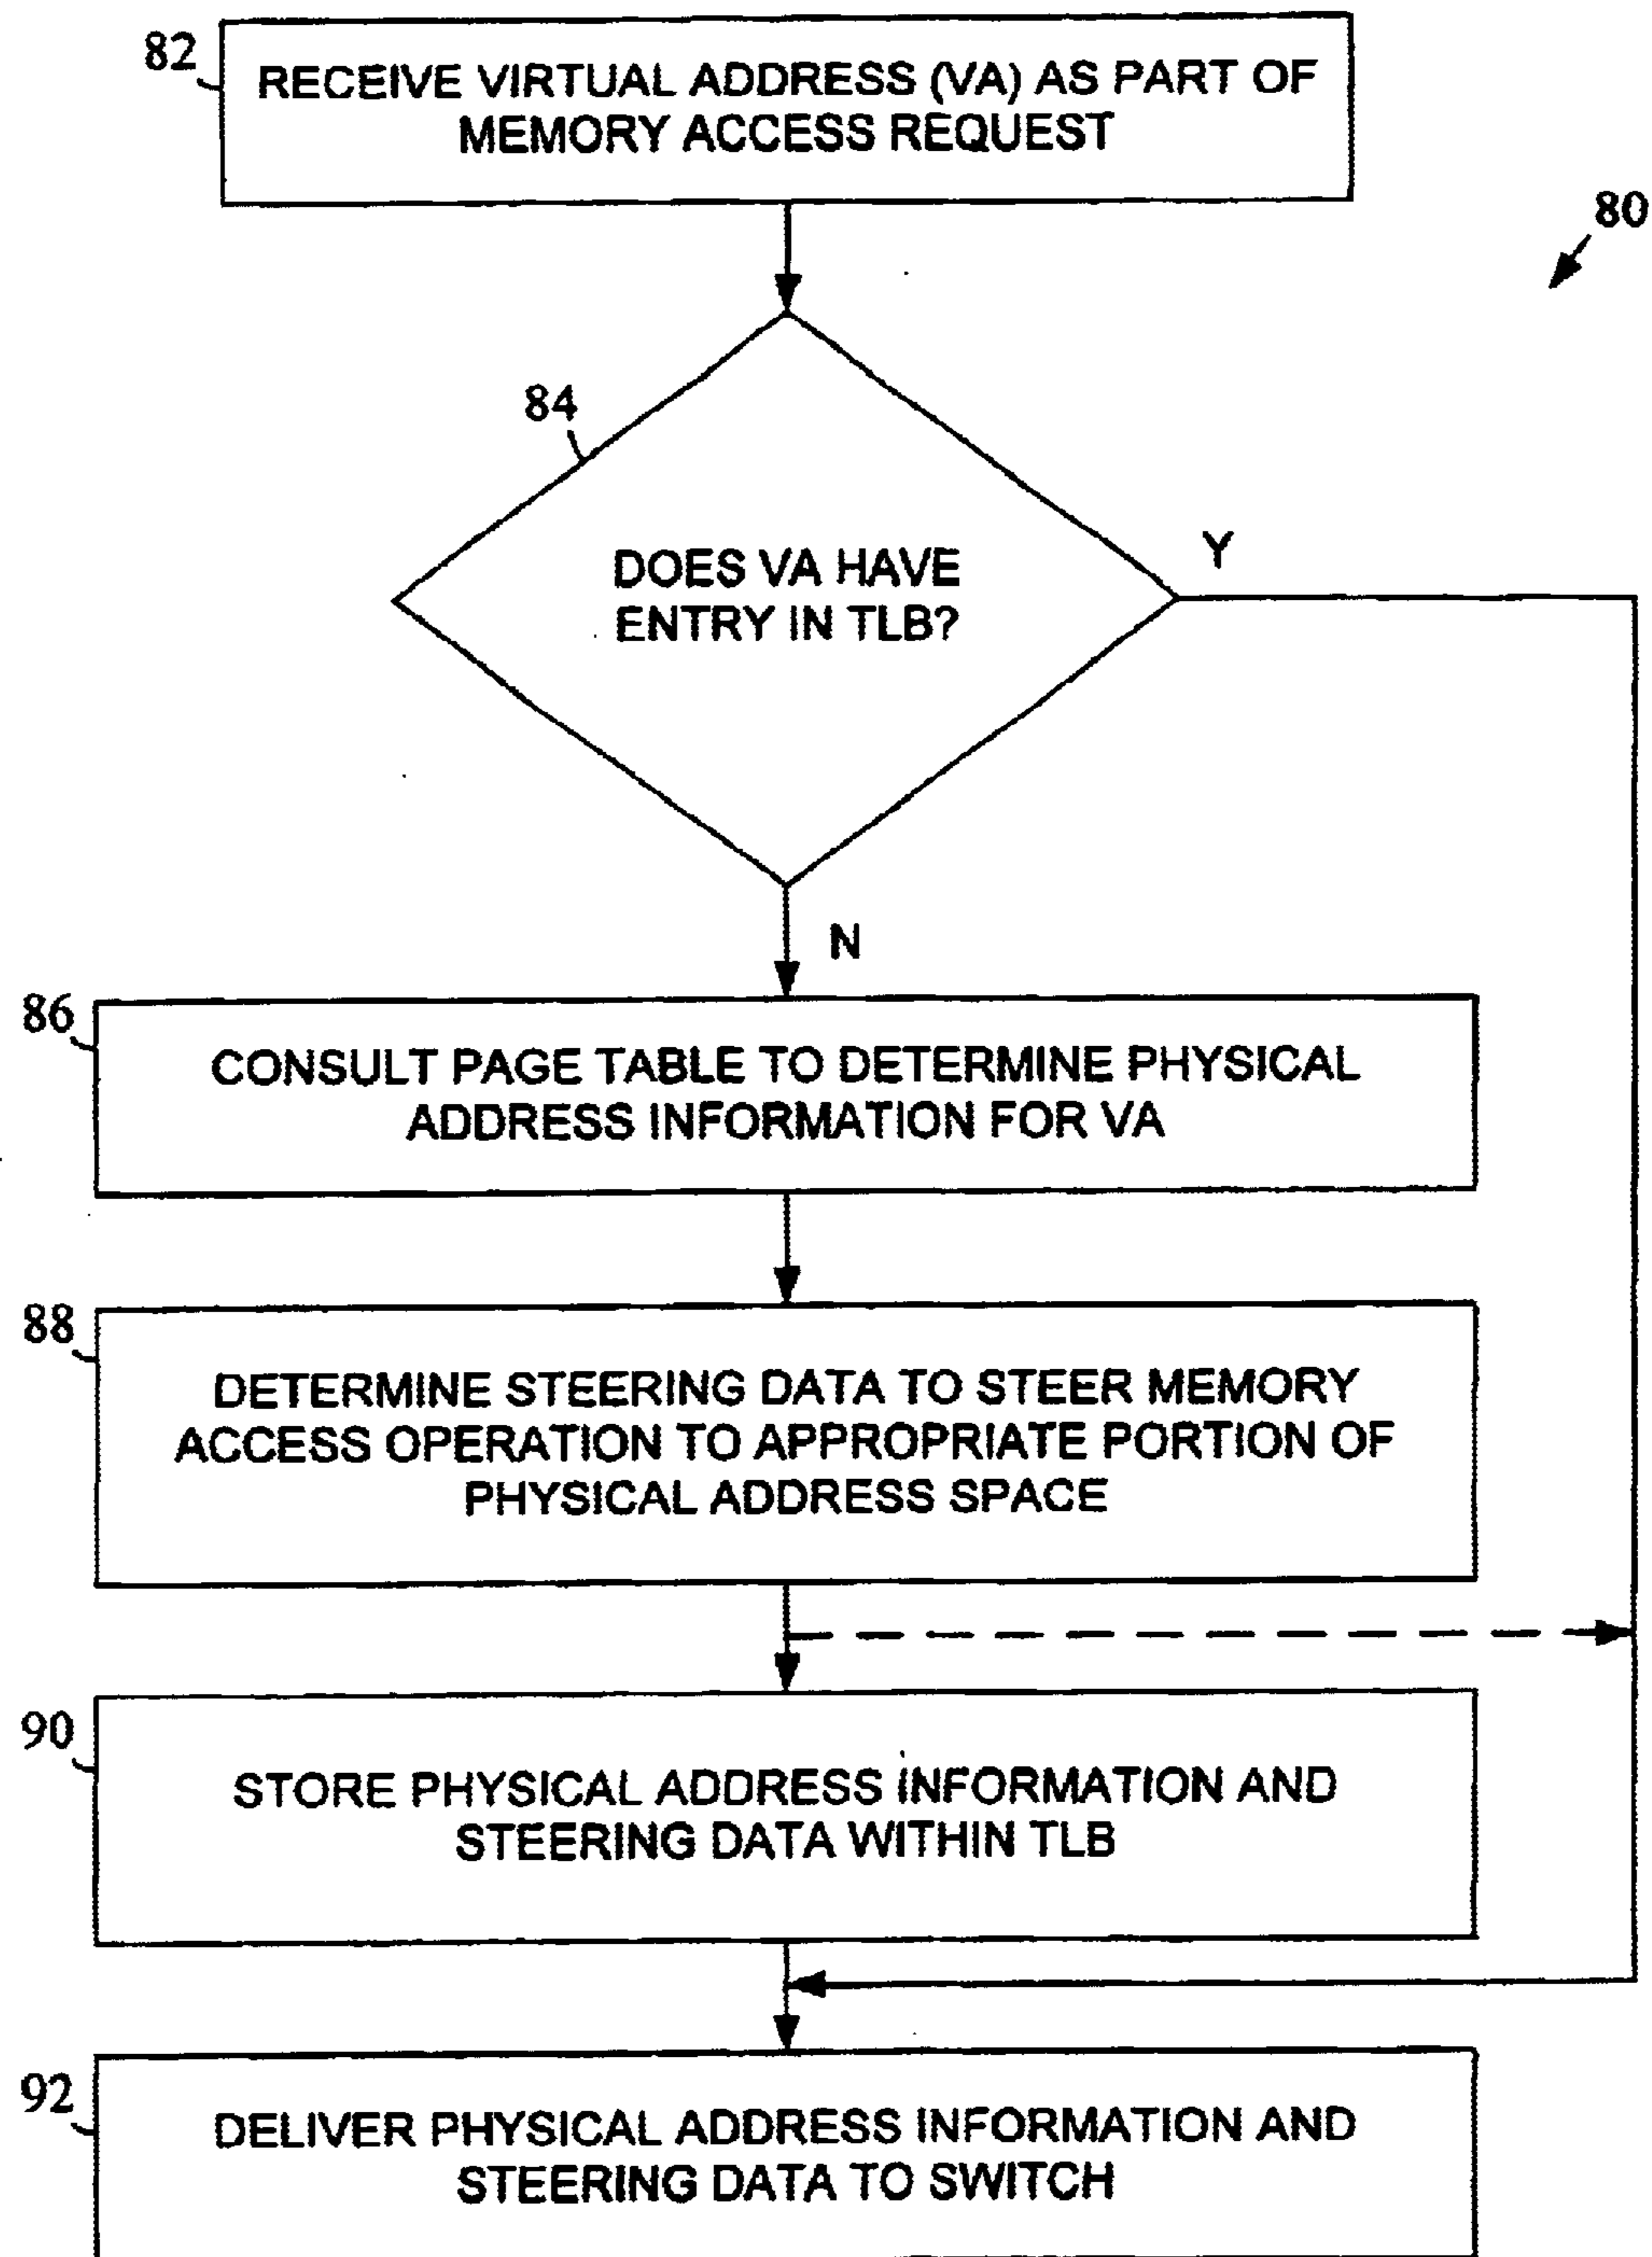 82
RECEIVE VIRTUAL ADDRESS (VA) AS PART OF
MEMORY ACCESS REQUEST
80
84
DOES VA HAVE
ENTRY IN TLB?
Y
N
86
CONSULT PAGE TABLE TO DETERMINE PHYSICAL
ADDRESS INFORMATION FOR VA
88
DETERMINE STEERING DATA TO STEER MEMORY
ACCESS OPERATION TO APPROPRIATE PORTION OF
PHYSICAL ADDRESS SPACE
90
STORE PHYSICAL ADDRESS INFORMATION AND
STEERING DATA WITHIN TLB
92
DELIVER PHYSICAL ADDRESS INFORMATION AND
STEERING DATA TO SWITCH